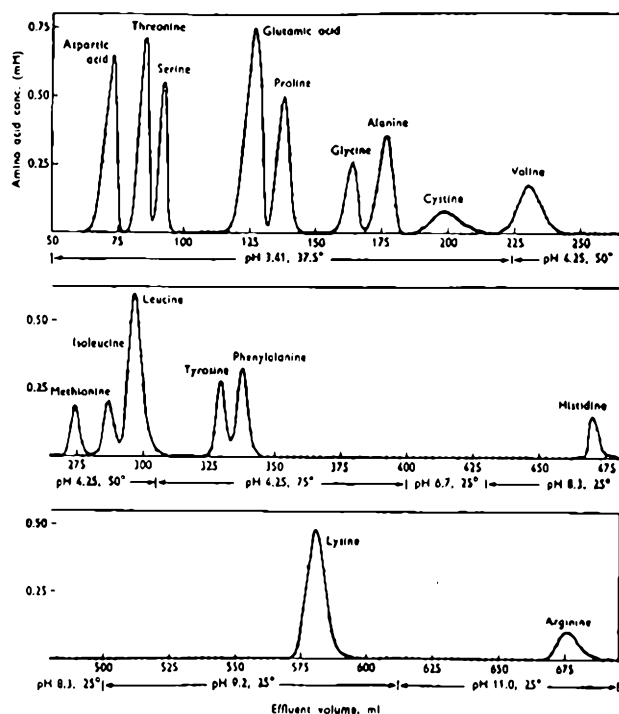 Amino acid conc. (mM)
0.75
0.50
0.25
Aspartic
acid
Threonine
Serine
Glutamic acid
Proline
Glycine
Alanine
Cystine
Valine
50 75 100 125 150 175 200 225 250
pH 3.41, 37.5° pH 4.25, 50°
0.50
0.25
Methionine
Isoleucine
Leucine
Tyrosine
Phenylalanine
Histidine
275 300 325 350 375 400 425 450 475
pH 4.25, 50° pH 4.25, 75° pH 6.7, 25° pH 8.3, 25°
0.50
0.25
Lysine
Arginine
500 525 550 575 600 625 650 675
pH 8.3, 25° pH 9.2, 25° pH 11.0, 25°
Effluent volume, ml